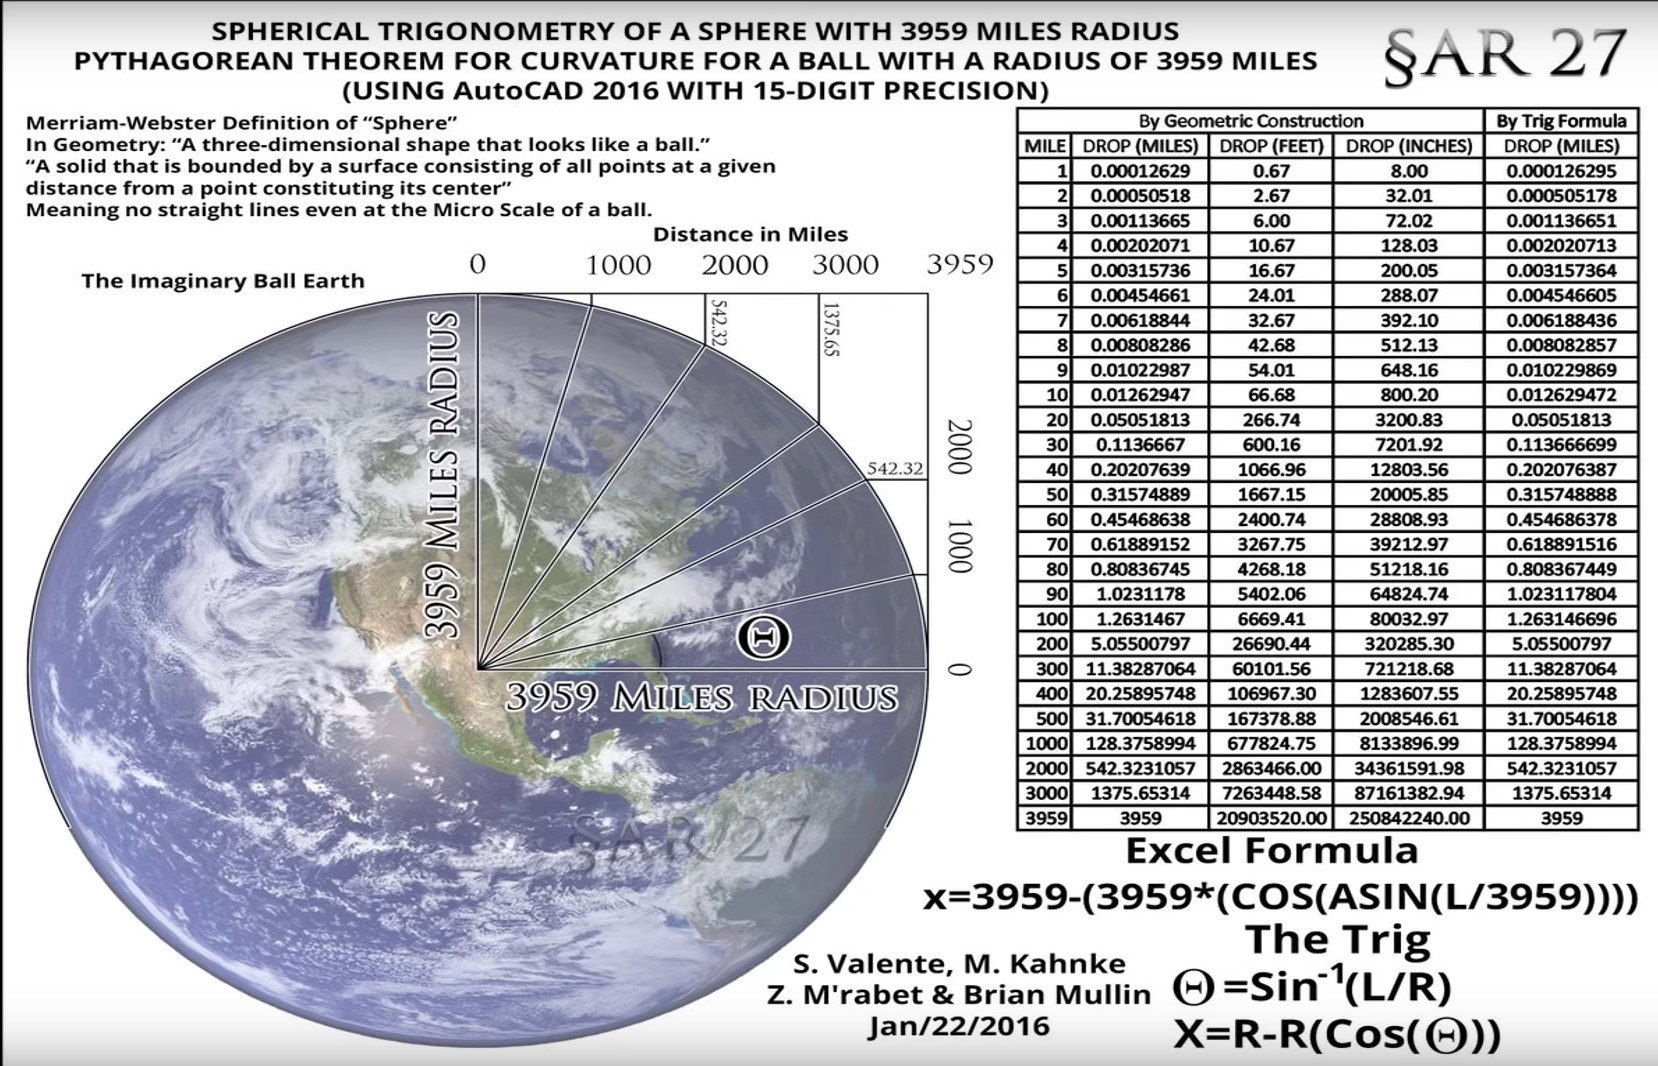 SPHERICAL TRIGONOMETRY OF A SPHERE WITH 3959 MILES RADIUS
PYTHAGOREAN THEOREM FOR CURVATURE FOR A BALL WITH A RADIUS OF 3959 MILES
(USING AutoCAD 2016 WITH 15-DIGIT PRECISION)
§AR 27
Merriam-Webster Definition of “Sphere”
In Geometry: “A three-dimensional shape that looks like a ball.”
“A solid that is bounded by a surface consisting of all points at a given
distance from a point constituting its center”
Meaning no straight lines even at the Micro Scale of a ball.
Distance in Miles
0 1000 2000 3000 3959
The Imaginary Ball Earth
542.32
1375.65
3959 MILES RADIUS
2000
542.32
1000
Θ
0
3959 MILES RADIUS
§AR 27
By Geometric Construction By Trig Formula
MILE DROP (MILES) DROP (FEET) DROP (INCHES) DROP (MILES)
1 0.00012629 0.67 8.00 0.000126295
2 0.00050518 2.67 32.01 0.000505178
3 0.00113665 6.00 72.02 0.001136651
4 0.00202071 10.67 128.03 0.002020713
5 0.00315736 16.67 200.05 0.003157364
6 0.00454661 24.01 288.07 0.004546605
7 0.00618844 32.67 392.10 0.006188436
8 0.00808286 42.68 512.13 0.008082857
9 0.01022987 54.01 648.16 0.010229869
10 0.01262947 66.68 800.20 0.012629472
20 0.05051813 266.74 3200.83 0.05051813
30 0.1136667 600.16 7201.92 0.113666699
40 0.20207639 1066.96 12803.56 0.202076387
50 0.31574889 1667.15 20005.85 0.315748888
60 0.45468638 2400.74 28808.93 0.454686378
70 0.61889152 3267.75 39212.97 0.618891516
80 0.80836745 4268.18 51218.16 0.808367449
90 1.0231178 5402.06 64824.74 1.023117804
100 1.2631467 6669.41 80032.97 1.263146696
200 5.05500797 26690.44 320285.30 5.05500797
300 11.38287064 60101.56 721218.68 11.38287064
400 20.25895748 106967.30 1283607.55 20.25895748
500 31.70054618 167378.88 2008546.61 31.70054618
1000 128.3758994 677824.75 8133896.99 128.3758994
2000 542.3231057 2863466.00 34361591.98 542.3231057
3000 1375.65314 7263448.58 87161382.94 1375.65314
3959 3959 20903520.00 250842240.00 3959
Excel Formula
x=3959-(3959*(COS(ASIN(L/3959))))
The Trig
Θ=Sin⁻¹(L/R)
X=R-R(Cos(Θ))
S. Valente, M. Kahnke
Z. M'rabet & Brian Mullin
Jan/22/2016